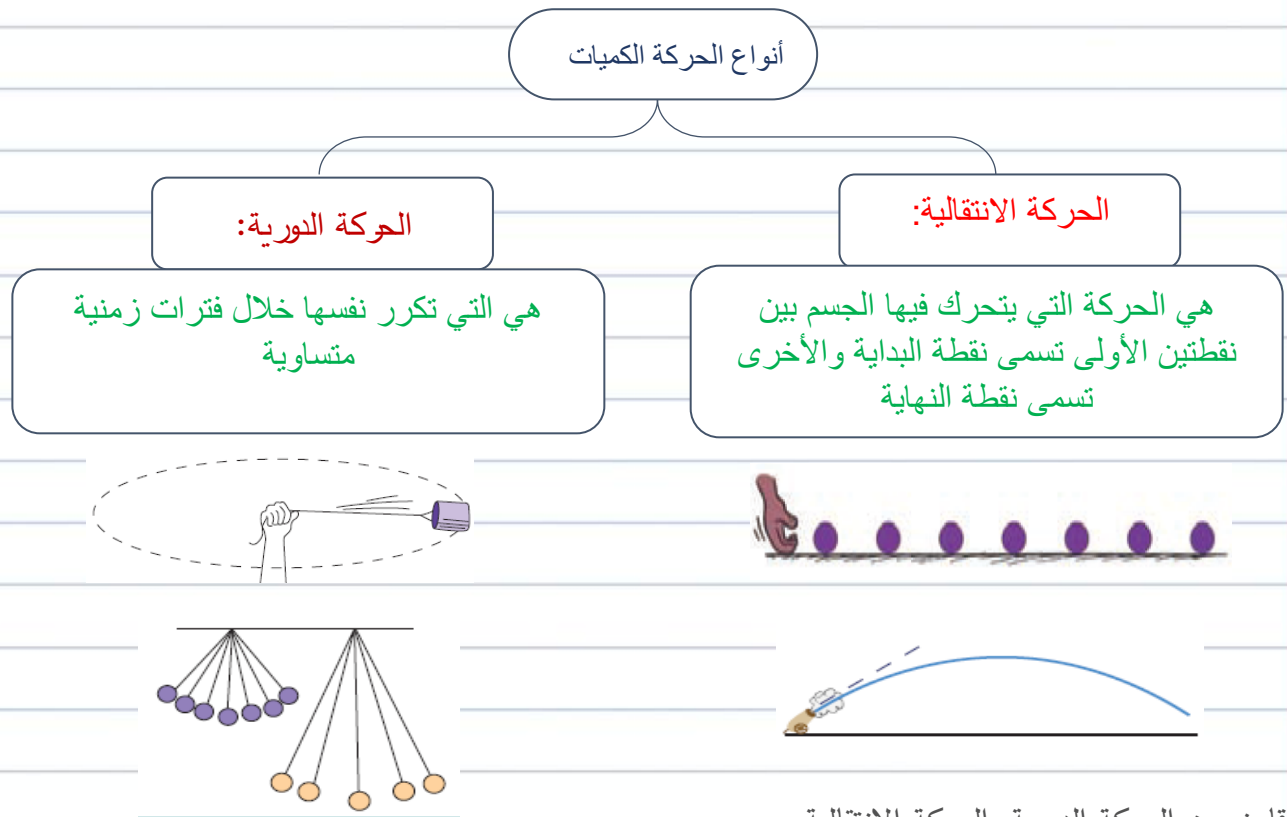 أنواع الحركة الكميات
الحركة الانتقالية:
هي الحركة التي يتحرك فيها الجسم بين
نقطتين الأولى تسمى نقطة البداية والأخرى
تسمى نقطة النهاية
الحركة الدورية:
هي التي تكرر نفسها خلال فترات زمنية
متساوية